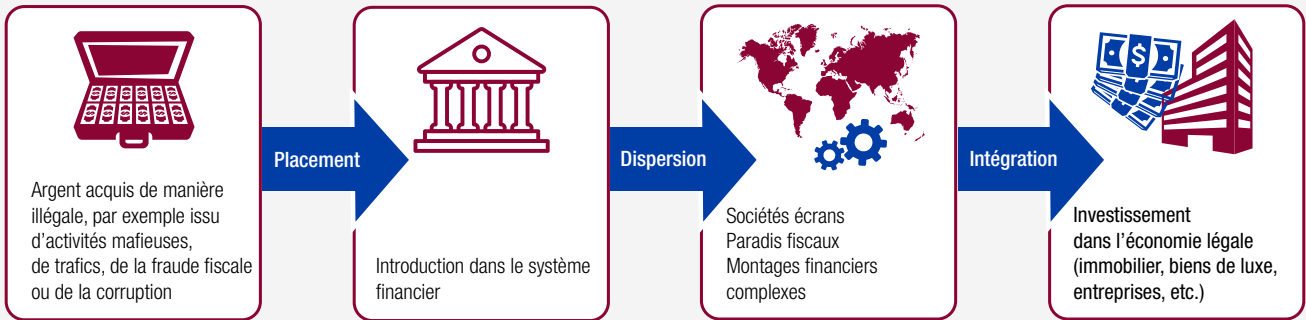 Argent acquis de manière
illégale, par exemple issu
d'activités mafieuses,
de trafics, de la fraude fiscale
ou de la corruption
Placement
Introduction dans le système
financier
Dispersion
Sociétés écrans
Paradis fiscaux
Montages financiers
complexes
Intégration
$
Investissement
dans l'économie légale
(immobilier, biens de luxe,
entreprises, etc.)